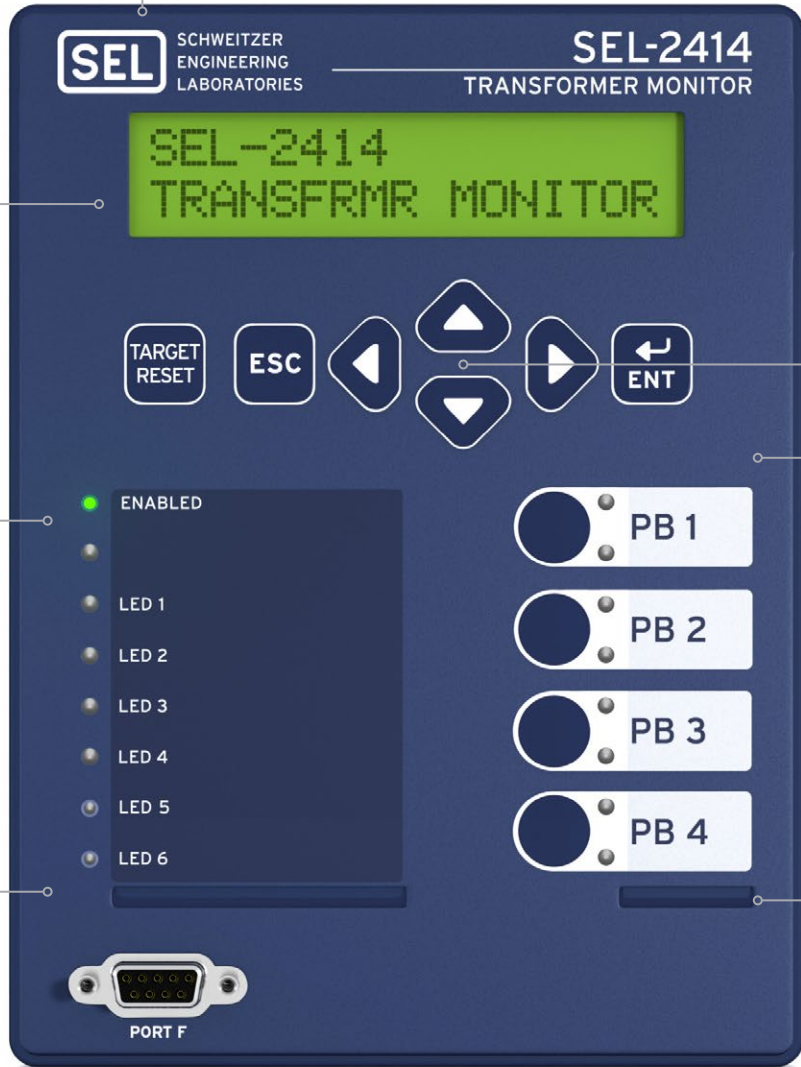 SEL
SCHWEITZER
ENGINEERING
LABORATORIES
SEL-2414
TRANSFORMER MONITOR
SEL-2414
TRANSFRMR MONITOR
TARGET
RESET
ESC
ENT
ENABLED
LED 1
LED 2
LED 3
LED 4
LED 5
LED 6
PB 1
PB 2
PB 3
PB 4
PORT F